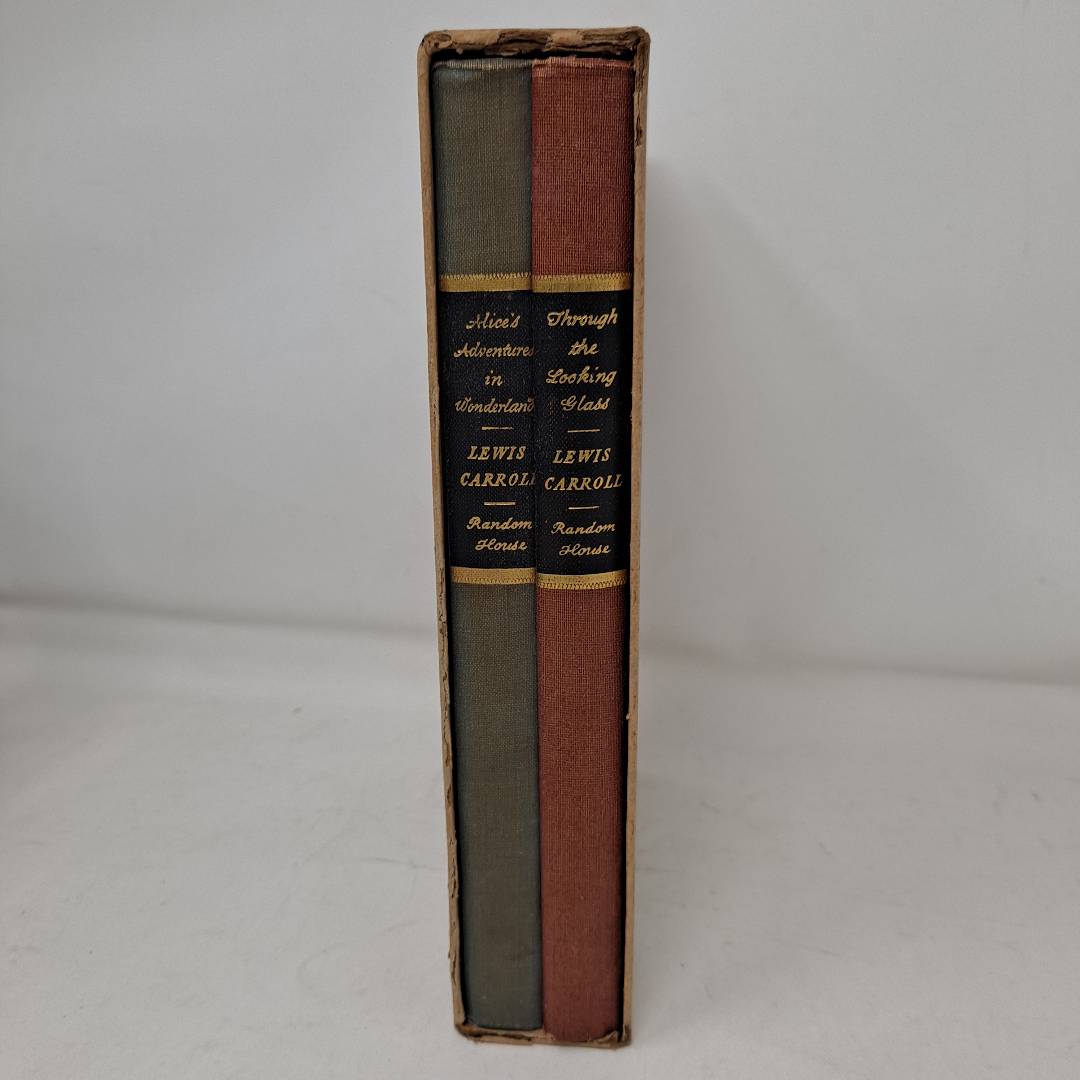 Alice's
Adventures
in
Wonderland
LEWIS
CARROLL
Random
House
Through
the
Looking
Glass
LEWIS
CARROLL
Random
House